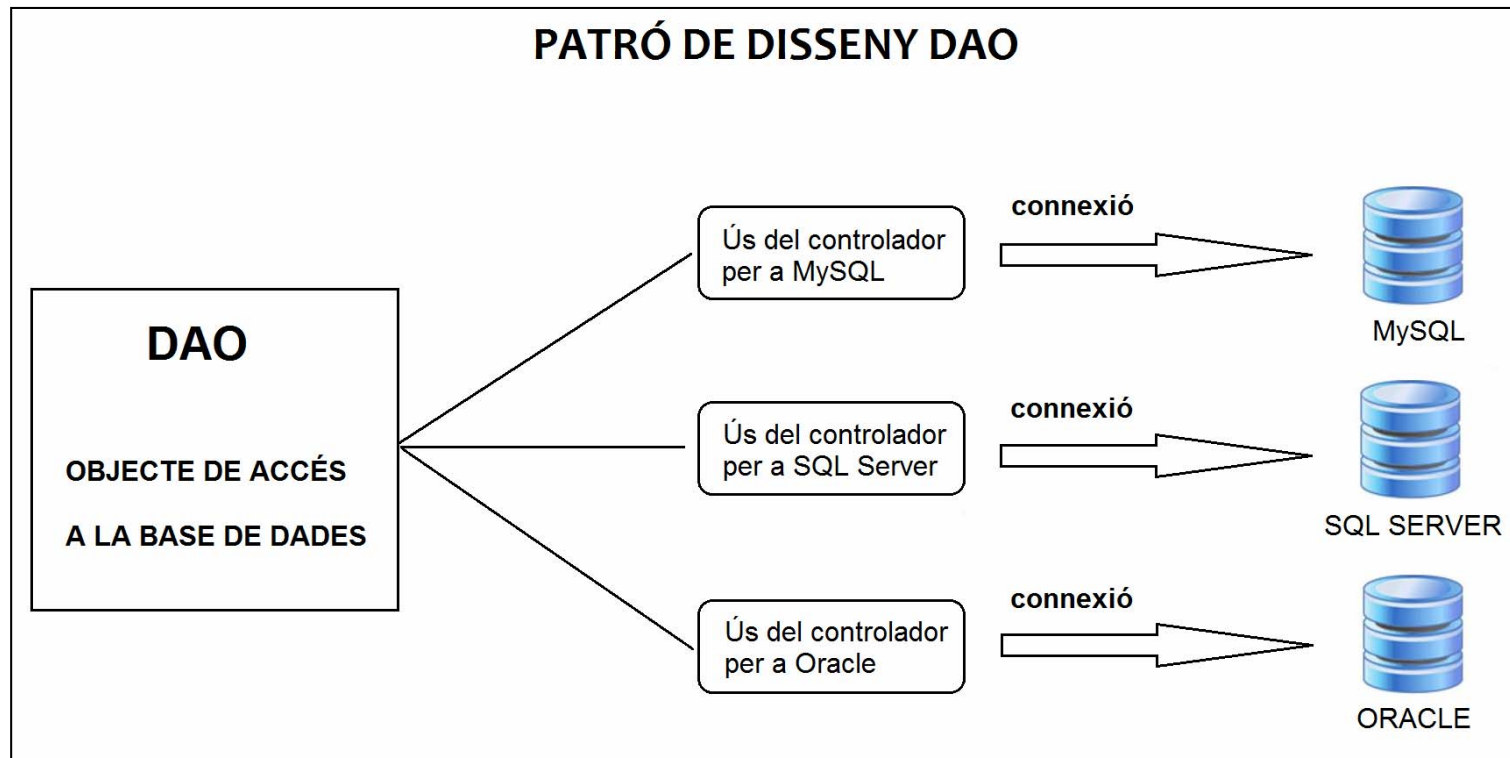 PATRÓ DE DISSENY DAO
DAO
OBJECTE DE ACCÉS
A LA BASE DE DADES
Ús del controlador
per a MySQL
connexió
MySQL
Ús del controlador
per a SQL Server
connexió
SQL SERVER
Ús del controlador
per a Oracle
connexió
ORACLE